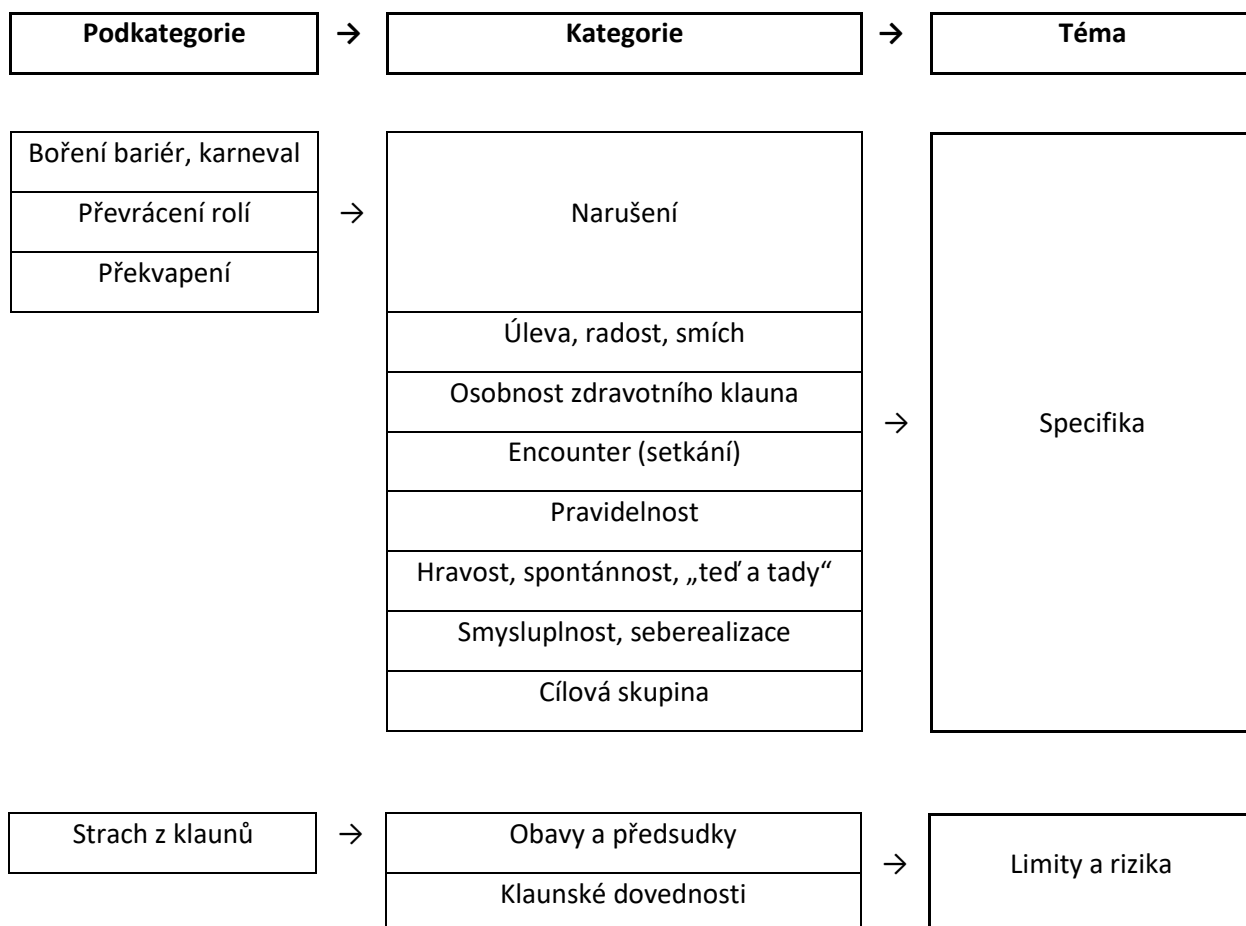 Podkategorie → Kategorie → Téma
Boření bariér, karneval
Převrácení rolí → Narušení
Překvapení
Úleva, radost, smích
Osobnost zdravotního klauna
→ Specifika
Encounter (setkání)
Pravidelnost
Hravost, spontánnost, „teď a tady“
Smysluplnost, seberealizace
Cílová skupina
Strach z klaunů → Obavy a předsudky
→ Limity a rizika
Klaunské dovednosti